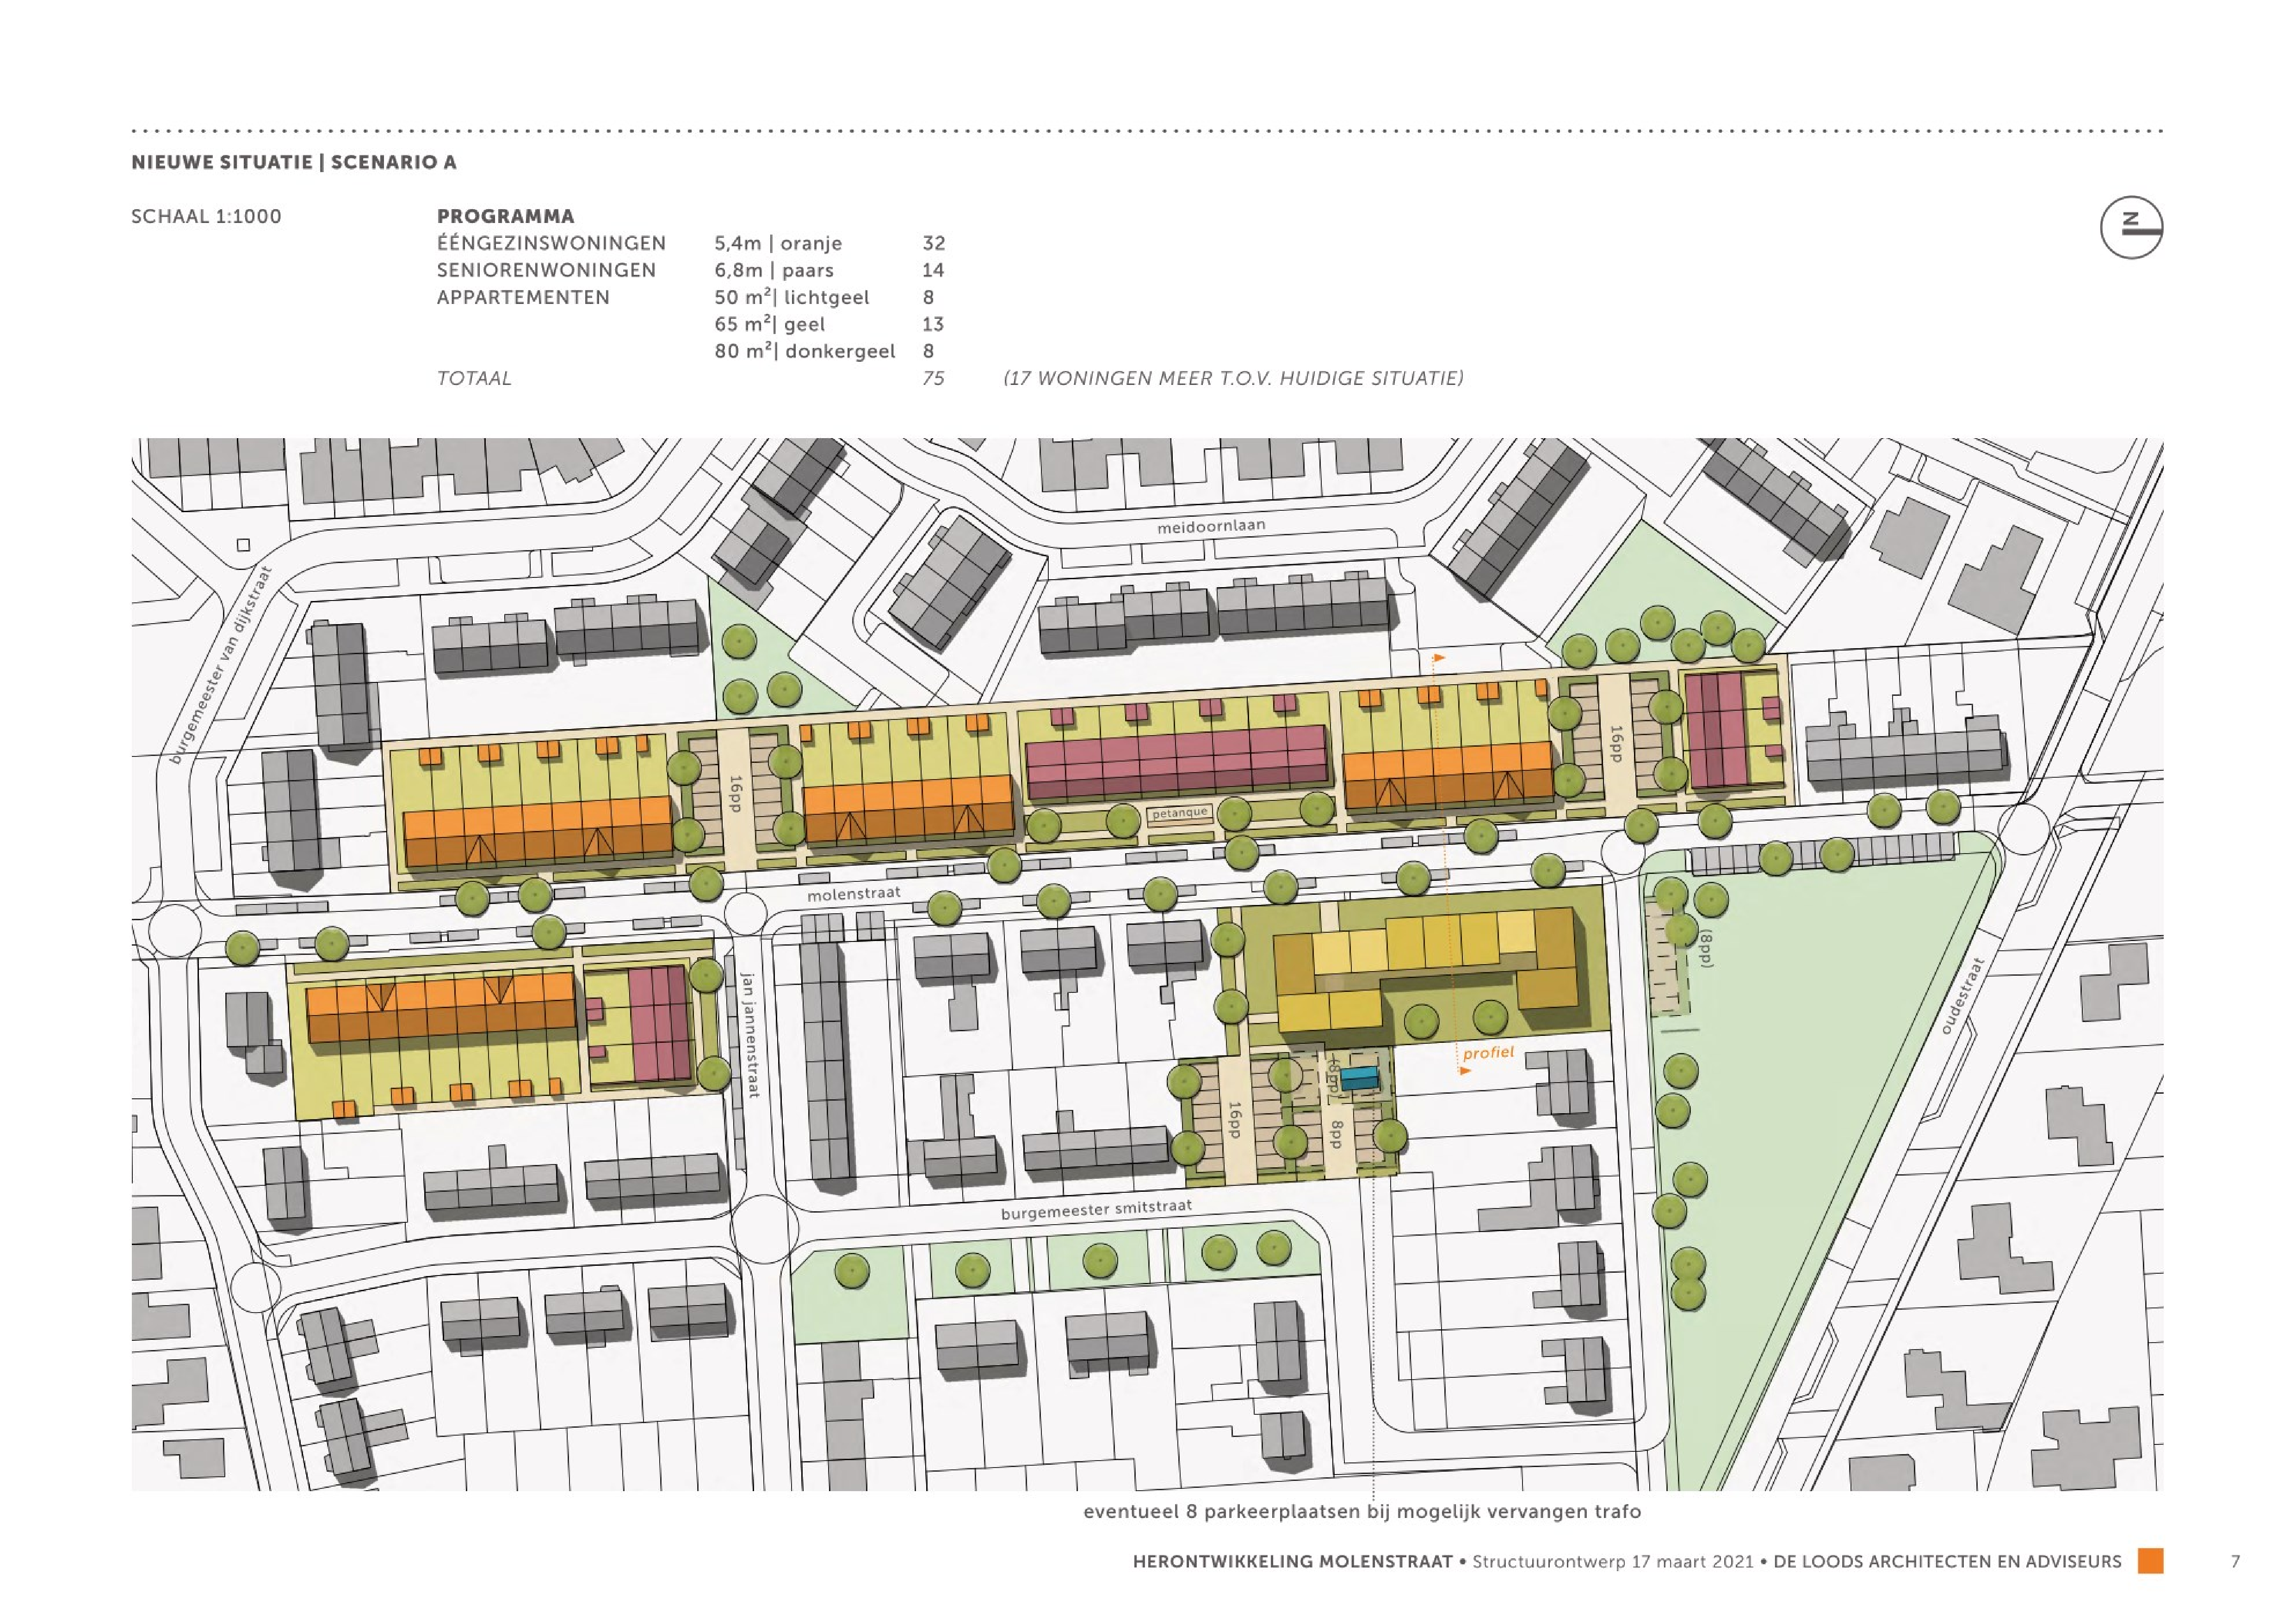 NIEUWE SITUATIE | SCENARIO A
SCHAAL 1:1000
PROGRAMMA
ÉÉNGEZINSWONINGEN 5,4m | oranje 32
SENIORENWONINGEN 6,8m | paars 14
APPARTEMENTEN 50 m²| lichtgeel 8
65 m²| geel 13
80 m²| donkergeel 8
TOTAAL 75 (17 WONINGEN MEER T.O.V. HUIDIGE SITUATIE)
N
meidoornlaan
burgemeester van dijkstraat
16pp
16pp
petanque
molenstraat
jan jannenstraat
(8pp)
oudestraat
profiel
(8pp)
16pp
8pp
burgemeester smitstraat
eventueel 8 parkeerplaatsen bij mogelijk vervangen trafo
HERONTWIKKELING MOLENSTRAAT • Structuurontwerp 17 maart 2021 • DE LOODS ARCHITECTEN EN ADVISEURS 7